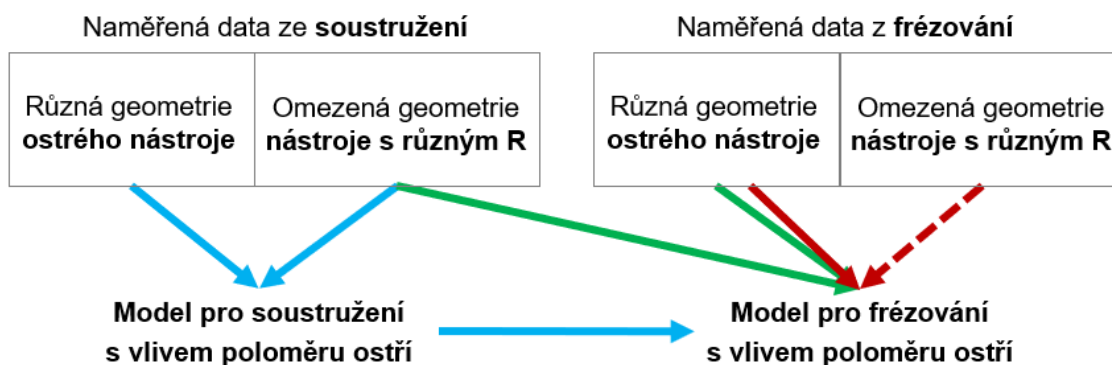 Naměřená data ze soustružení
Naměřená data z frézování
Různá geometrie
ostrého nástroje
Omezená geometrie
nástroje s různým R
Různá geometrie
ostrého nástroje
Omezená geometrie
nástroje s různým R
Model pro soustružení
s vlivem poloměru ostří
Model pro frézování
s vlivem poloměru ostří